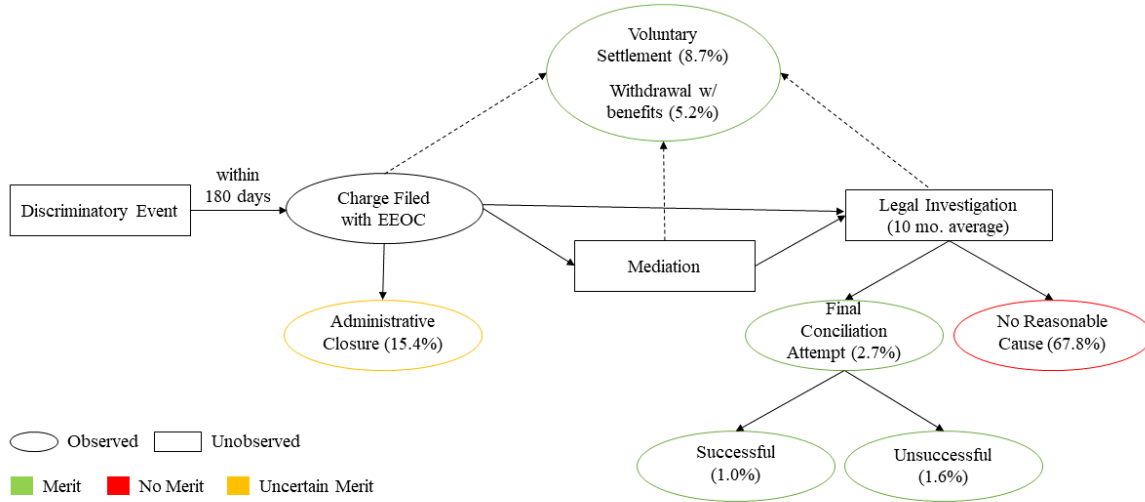 Voluntary
Settlement (8.7%)
Withdrawal w/
benefits (5.2%)
within
180 days
Discriminatory Event
Charge Filed
with EEOC
Legal Investigation
(10 mo. average)
Mediation
Administrative
Closure (15.4%)
Final
Conciliation
Attempt (2.7%)
No Reasonable
Cause (67.8%)
Observed
Unobserved
Successful
(1.0%)
Unsuccessful
(1.6%)
Merit
No Merit
Uncertain Merit